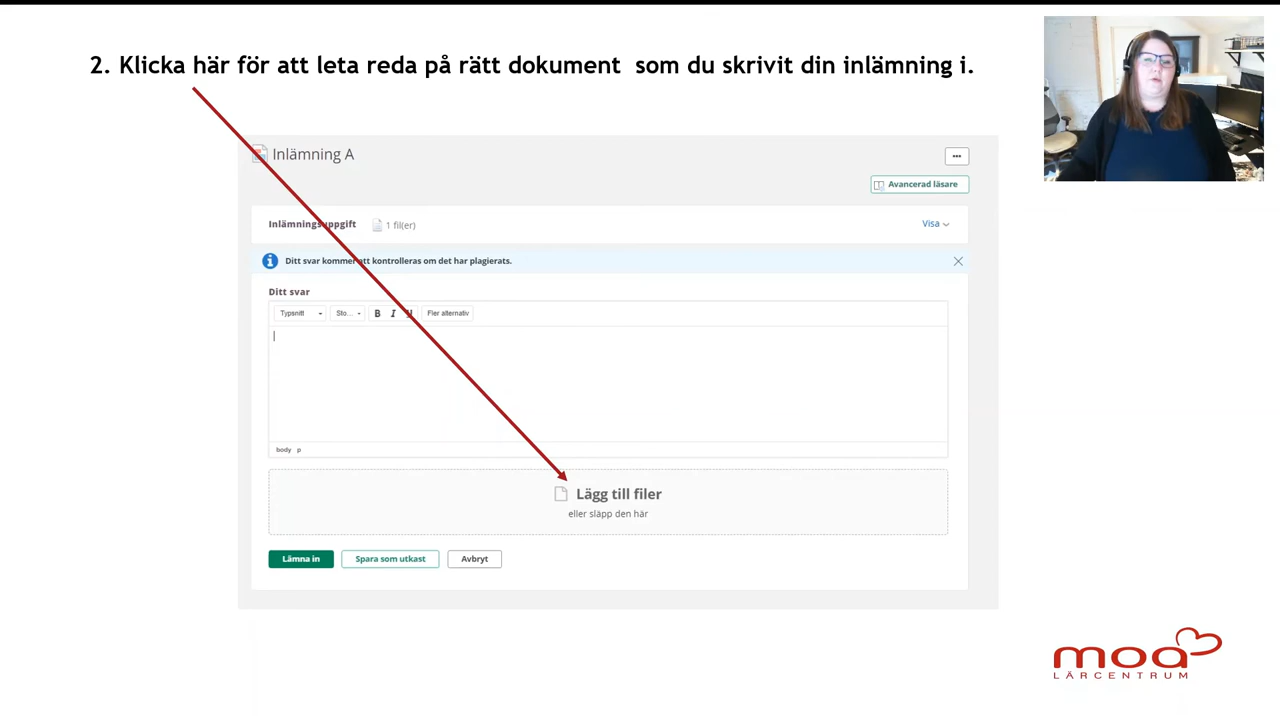 2. Klicka här för att leta reda på rätt dokument  som du skrivit din inlämning i.
Inlämning A
Avancerad läsare
Inlämningsuppgift 1 fil(er) Visa
Ditt svar kommer att kontrolleras om det har plagierats.
Ditt svar
Typsnitt Sto... B I U Fler alternativ
body p
Lägg till filer
eller släpp den här
Lämna in Spara som utkast Avbryt
moa
LÄRCENTRUM